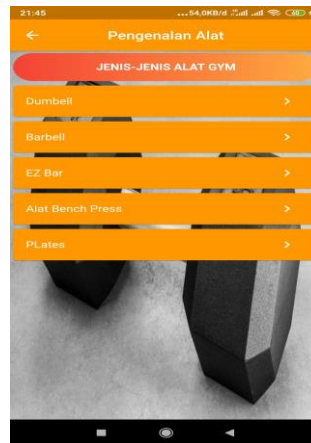 21:45
...54,0KB/d
Pengenalan Alat
JENIS-JENIS ALAT GYM
Dumbell
Barbell
EZ Bar
Alat Bench Press
PLates